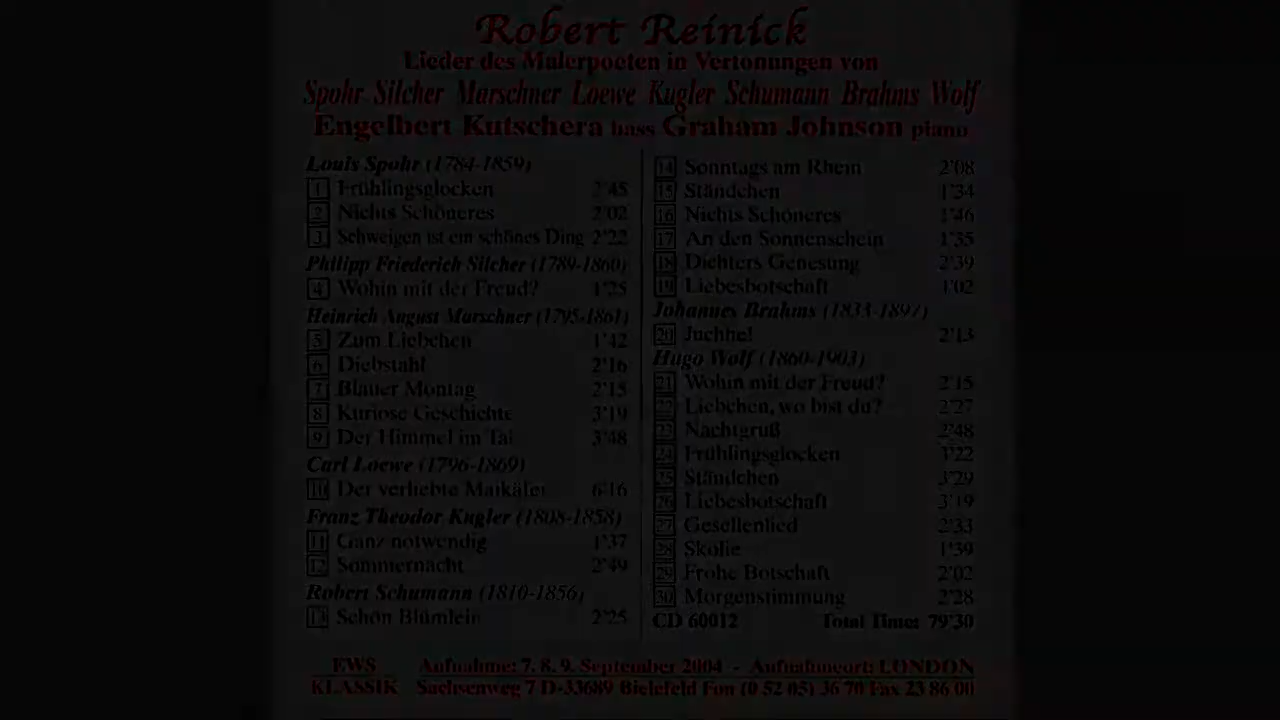 Robert Reinick
Lieder des Malerpoeten in Vertonungen von
Spohr Silcher Marschner Loewe Kugler Schumann Brahms Wolf
Engelbert Kutschera bass Graham Johnson piano
Louis Spohr (1784-1859)
1 Frühlingsglocken 2'45
2 Nichts Schöneres 2'02
3 Schweigen ist ein schönes Ding 2'22
Philipp Friederich Silcher (1789-1860)
4 Wohin mit der Freud? 1'25
Heinrich August Marschner (1795-1861)
5 Zum Liebchen 1'42
6 Diebstahl 2'16
7 Blauer Montag 2'15
8 Kuriose Geschichte 3'19
9 Der Himmel im Tal 3'48
Carl Loewe (1796-1869)
10 Der verliebte Maikäfer 6'16
Franz Theodor Kugler (1808-1858)
11 Ganz notwendig 1'37
12 Sommernacht 2'49
Robert Schumann (1810-1856)
13 Schön Blümlein 2'25
14 Sonntags am Rhein 2'08
15 Ständchen 1'34
16 Nichts Schöneres 1'46
17 An den Sonnenschein 1'35
18 Dichters Genesung 2'39
19 Liebesbotschaft 1'02
Johannes Brahms (1833-1897)
20 Juchhe! 2'13
Hugo Wolf (1860-1903)
21 Wohin mit der Freud? 2'15
22 Liebchen, wo bist du? 2'27
23 Nachtgruß 2'48
24 Frühlingsglocken 1'22
25 Ständchen 3'29
26 Liebesbotschaft 3'19
27 Gesellenlied 2'33
28 Skolie 1'39
29 Frohe Botschaft 2'02
30 Morgenstimmung 2'28
CD 60012 Total Time: 79'30
EWS Aufnahme: 7. 8. 9. September 2004 - Aufnahmeort: LONDON
KLASSIK Sachsenweg 7 D-33689 Bielefeld Fon (0 52 05) 36 70 Fax 23 86 00